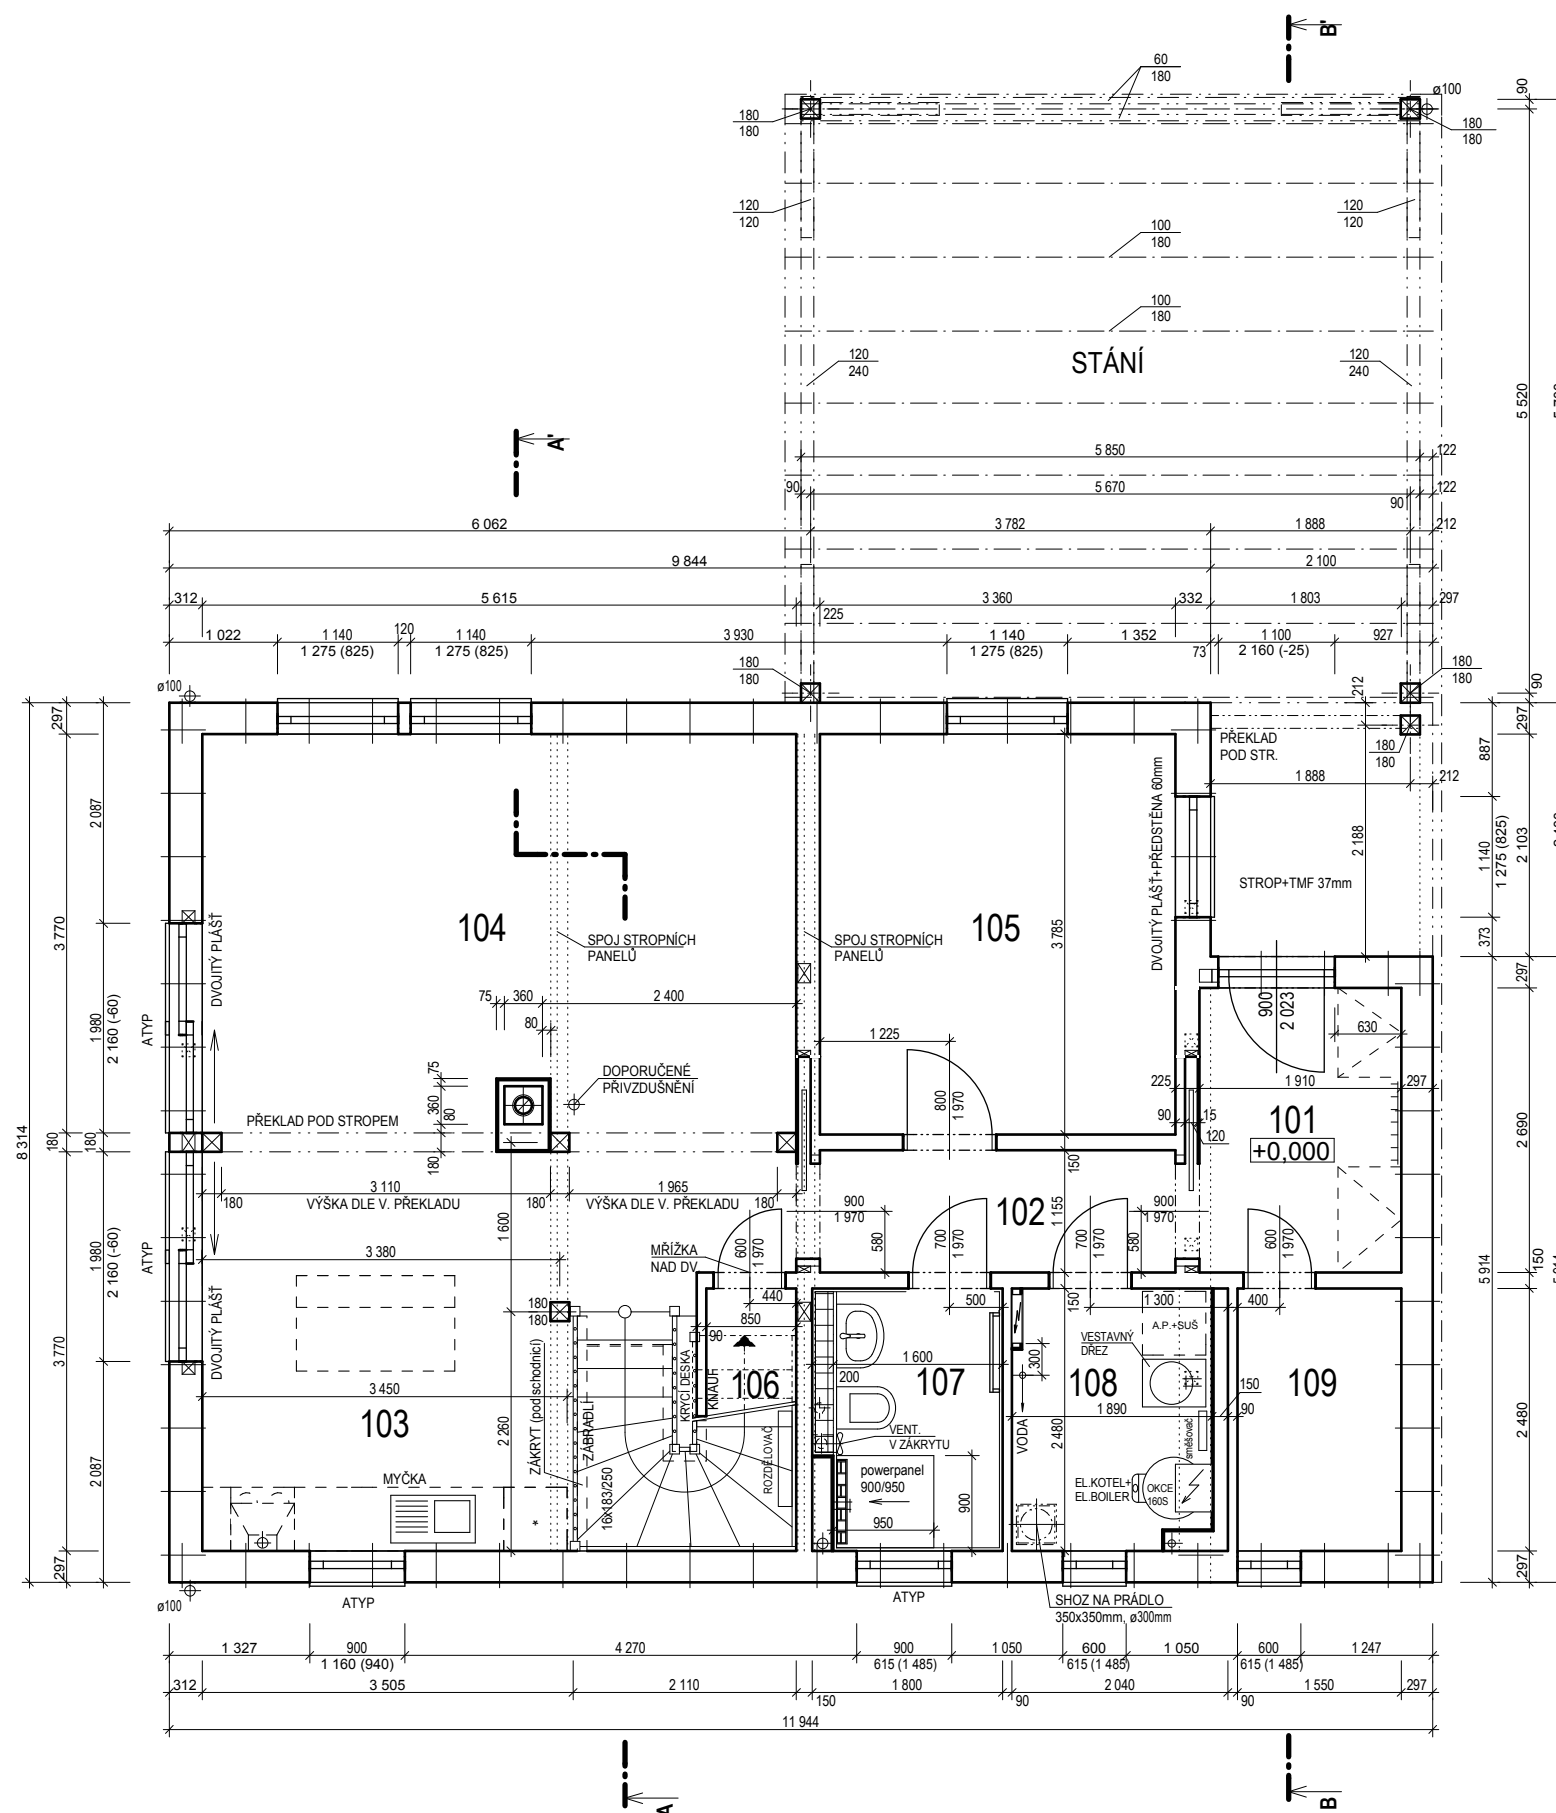 B'
60
180
ø100
90
180
180
180
180
120
120
120
120
100
180
100
180
STÁNÍ
120
240
120
240
5 520
A'
5 850
122
90
5 670
90
122
6 062
3 782
1 888
212
9 844
2 100
312
5 615
225
3 360
332
1 803
297
1 022
1 140
1 275 (825)
120
1 140
1 275 (825)
3 930
1 140
1 275 (825)
1 352
73
1 100
2 160 (-25)
927
180
180
180
180
90
ø100
212
297
297
887
PŘEKLAD
POD STR.
180
180
1 888
212
2 087
DVOJITÝ PLÁŠŤ+PŘEDSTĚNA 60mm
1 140
1 275 (825)
2 103
2 188
STROP+TMF 37mm
3 770
DVOJITÝ PLÁŠŤ
104
SPOJ STROPNÍCH
PANELŮ
SPOJ STROPNÍCH
PANELŮ
105
3 785
373
297
75
360
2 400
80
900
2 023
630
1 980
2 160 (-60)
ATYP
1 225
75
360
80
DOPORUČENÉ
PŘIVZDUŠNĚNÍ
800
1 970
225
1 910
297
90
15
120
101
+0,000
2 690
PŘEKLAD POD STROPEM
8 314
180
180
180
150
3 110
180
VÝŠKA DLE V. PŘEKLADU
180
1 965
VÝŠKA DLE V. PŘEKLADU
180
1 600
900
1 970
580
102
1 155
900
1 970
580
1 980
2 160 (-60)
ATYP
3 380
MŘÍŽKA
NAD DV.
600
1 970
700
1 970
700
1 970
600
1 970
150
5 914
DVOJITÝ PLÁŠŤ
180
180
440
850
90
500
150
1 300
400
A.P.+SUŠ
VESTAVNÝ
DŘEZ
300
3 770
3 450
103
2 260
ZÁKRYT (pod schodnicí)
ZÁBRADLÍ
KRYCÍ DESKA
KNAUF
106
1 600
200
107
108
109
150
90
1 890
2 480
VODA
2 480
směšovač
ROZDĚLOVAČ
VENT.
V ZÁKRYTU
2 087
MYČKA
16x183/250
*
powerpanel
900/950
950
900
EL.KOTEL+
EL.BOILER
OKCE
160S
297
297
ø100
ATYP
ATYP
SHOZ NA PRÁDLO
350x350mm, ø300mm
1 327
900
1 160 (940)
4 270
900
615 (1 485)
1 050
600
615 (1 485)
1 050
600
615 (1 485)
1 247
312
3 505
2 110
150
1 800
90
2 040
90
1 550
297
11 944
A
B